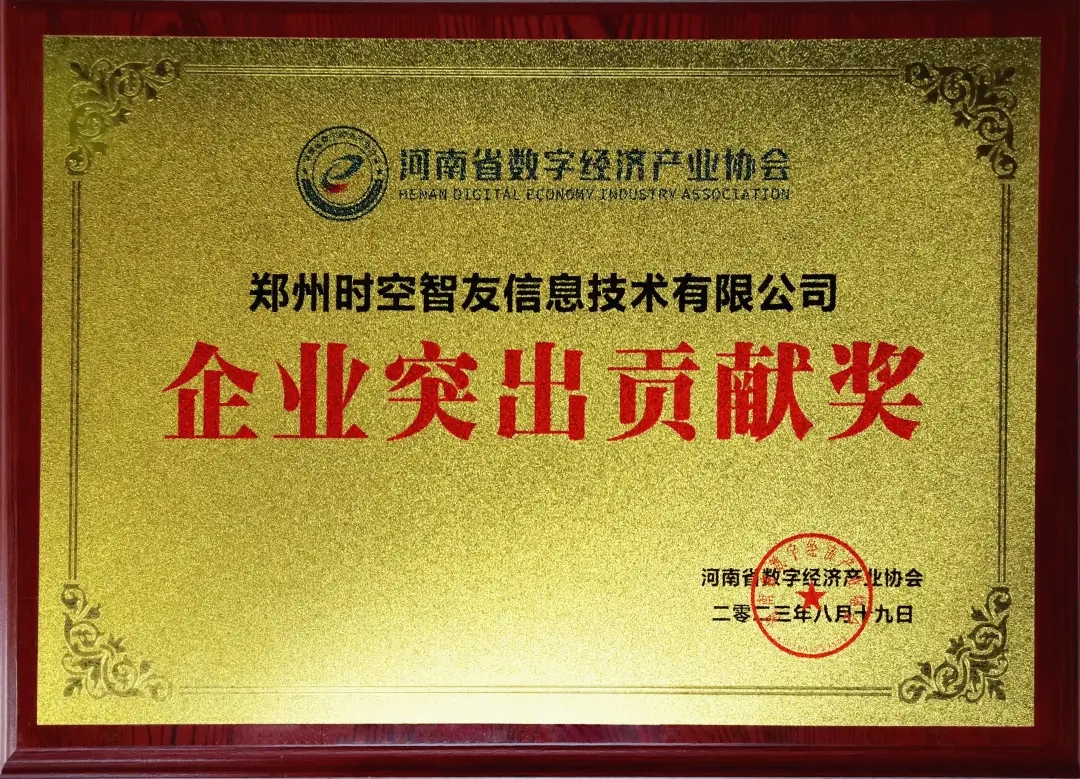 河南省数字经济产业协会
HENAN DIGITAL ECONOMY INDUSTRY ASSOCIATION
郑州时空智友信息技术有限公司
企业突出贡献奖
河南省数字经济产业协会
二零二三年八月十九日